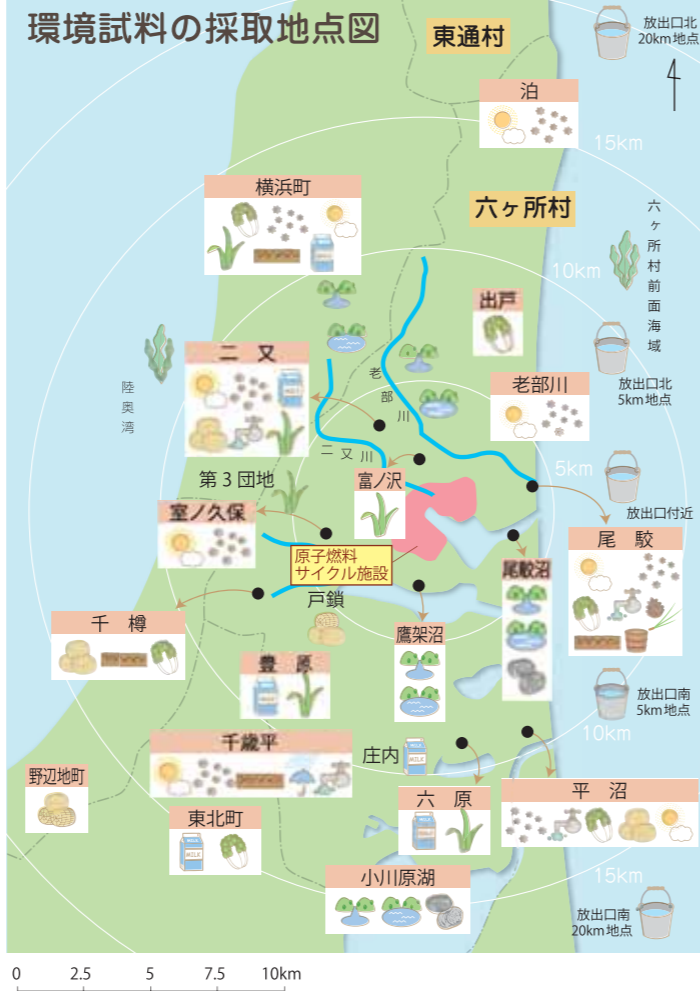 環境試料の採取地点図
東通村
放出口北
20km地点
泊
15km
横浜町
六ヶ所村
六ヶ所村前面海域
10km
出戸
二又
陸奥湾
老部川
放出口北
5km地点
老部川
二又川
5km
第3団地
富ノ沢
放出口付近
室ノ久保
尾駮
原子燃料
サイクル施設
尾駮沼
戸鎖
千樽
鷹架沼
豊原
放出口南
5km地点
10km
千歳平
庄内
野辺地町
六原
平沼
東北町
小川原湖
15km
放出口南
20km地点
0 2.5 5 7.5 10km
MILK
MILK
MILK
MILK
MILK
MILK